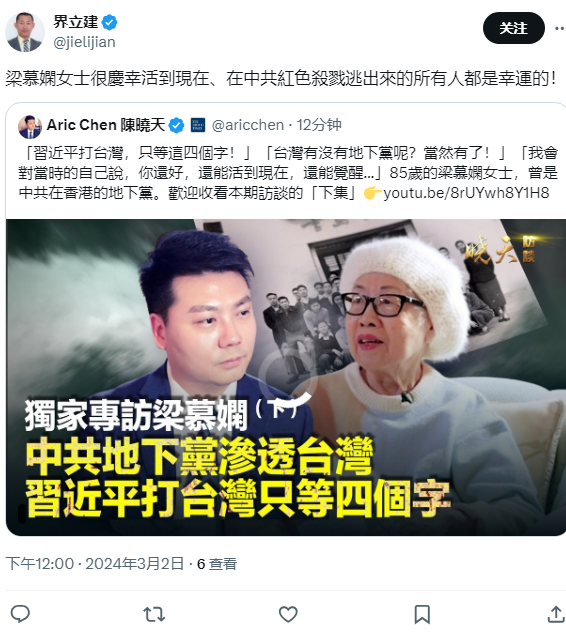 界立建
@jielijian
关注
梁慕嫻女士很慶幸活到現在、在中共紅色殺戮逃出來的所有人都是幸運的！
Aric Chen 陳曉天 @aricchen · 12分钟
「習近平打台灣，只等這四個字！」「台灣有沒有地下黨呢？當然有了！」「我會
對當時的自己說，你還好，還能活到現在，還能覺醒...」85歲的梁慕嫻女士，曾是
中共在香港的地下黨。歡迎收看本期訪談的「下集」👉youtu.be/8rUYwh8Y1H8
曉天訪談
獨家專訪梁慕嫻（下）
中共地下黨滲透台灣
習近平打台灣只等四個字
下午12:00 · 2024年3月2日 · 6 查看